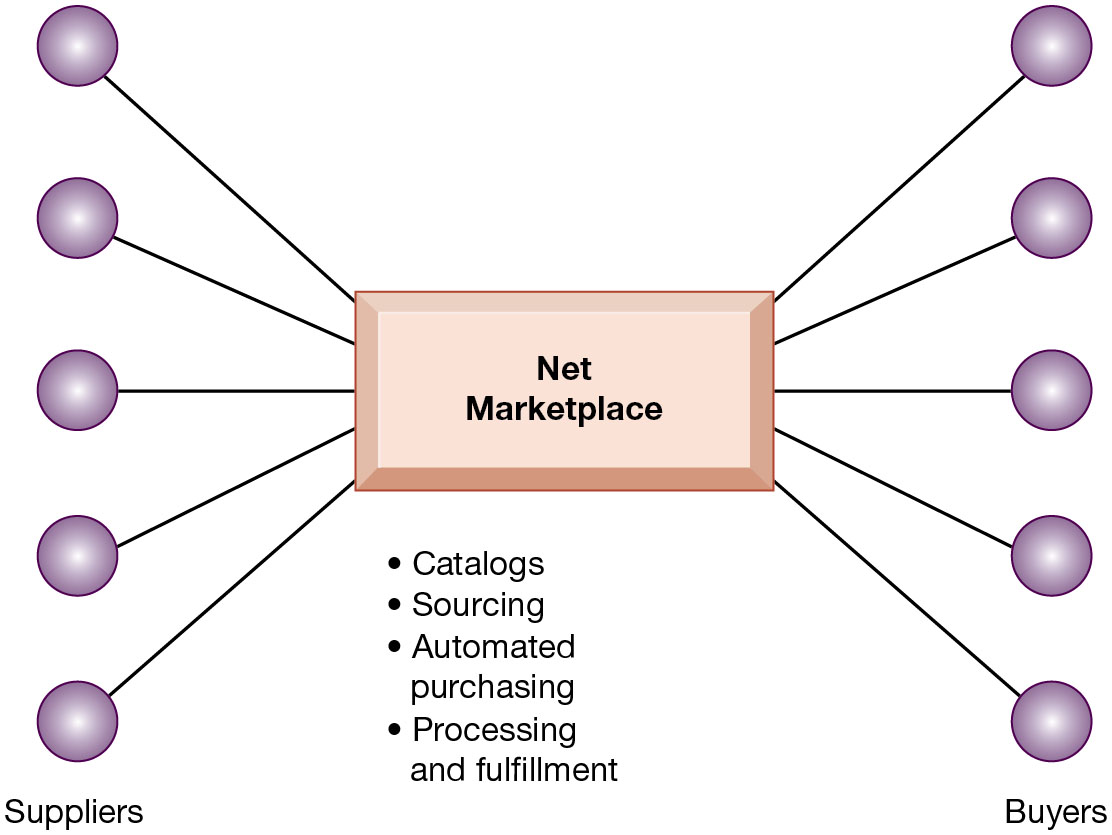 Net
Marketplace
• Catalogs
• Sourcing
• Automated
purchasing
• Processing
and fulfillment
Suppliers
Buyers